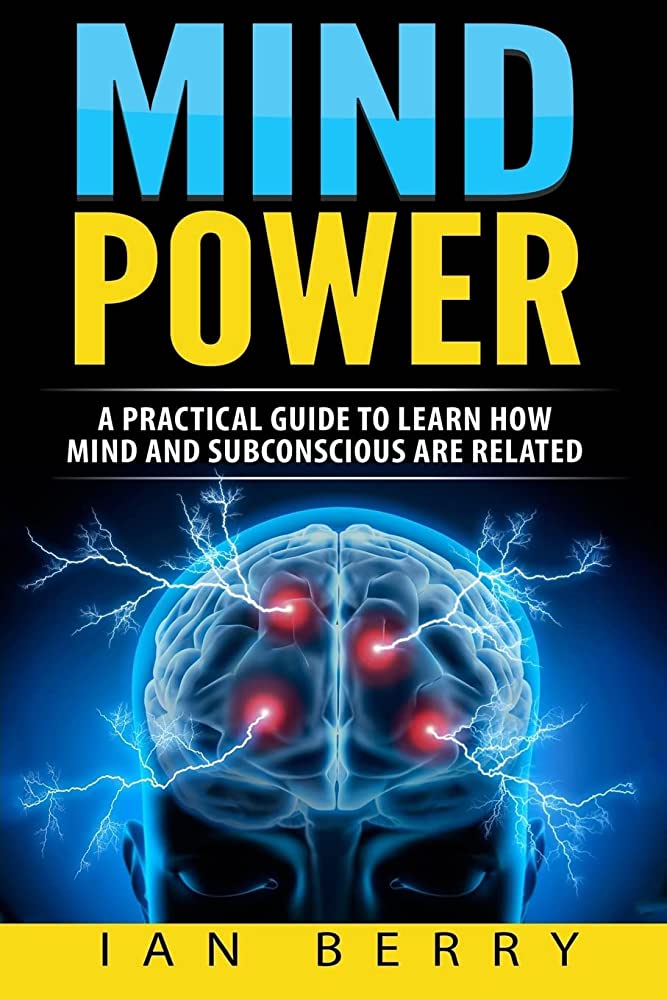 MIND
POWER
A PRACTICAL GUIDE TO LEARN HOW
MIND AND SUBCONSCIOUS ARE RELATED
IAN BERRY